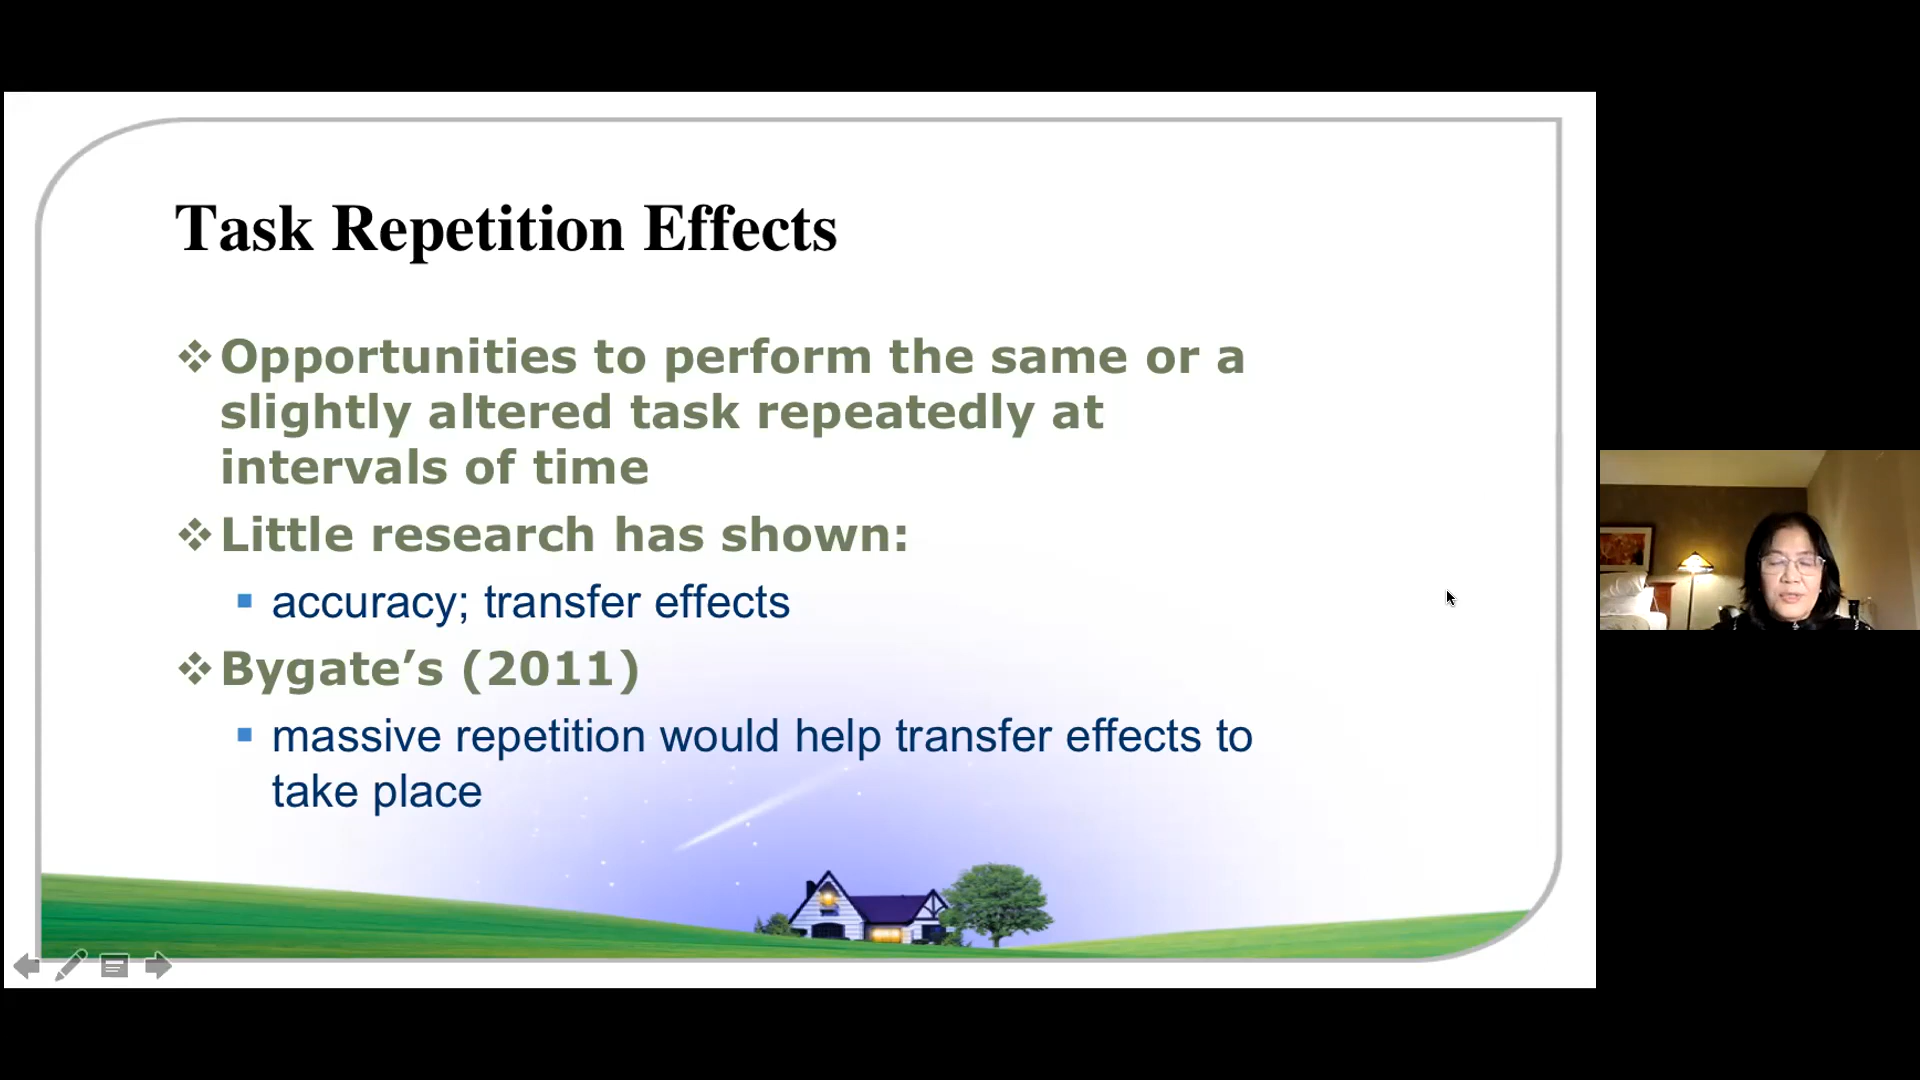 Task Repetition Effects
Opportunities to perform the same or a
slightly altered task repeatedly at
intervals of time
Little research has shown:
accuracy; transfer effects
Bygate’s (2011)
massive repetition would help transfer effects to
take place